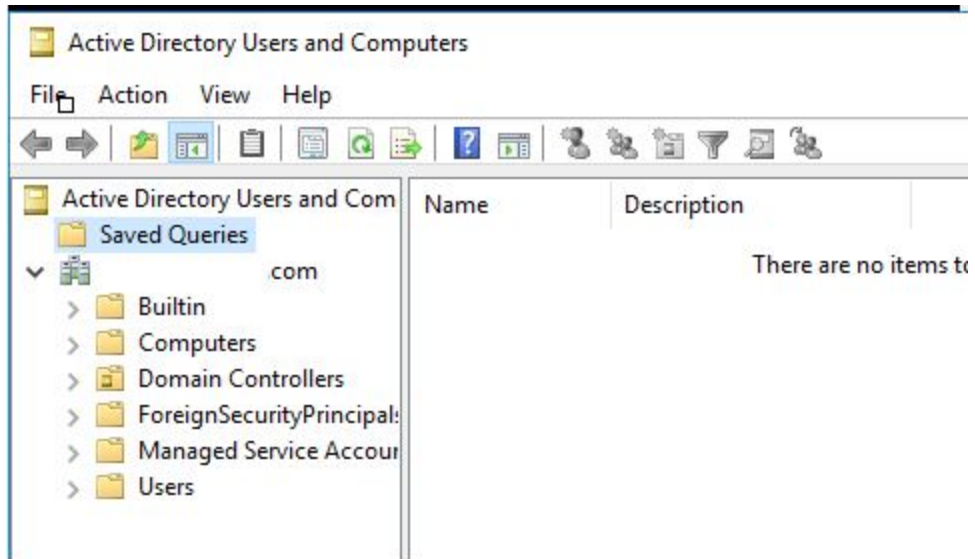 Active Directory Users and Computers
File Action View Help
Active Directory Users and Com
Name Description
Saved Queries
There are no items to
.com
Builtin
Computers
Domain Controllers
ForeignSecurityPrincipals
Managed Service Accour
Users